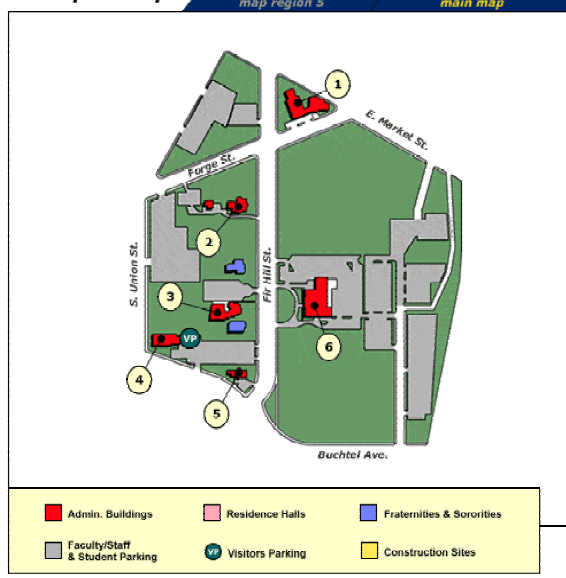 map region 5
main map
1
E. Market St.
Forge St.
2
S. Union St.
Fir Hill St.
3
VP
6
4
5
Buchtel Ave.
Admin. Buildings
Residence Halls
Fraternities & Sororities
Faculty/Staff
& Student Parking
VP
Visitors Parking
Construction Sites